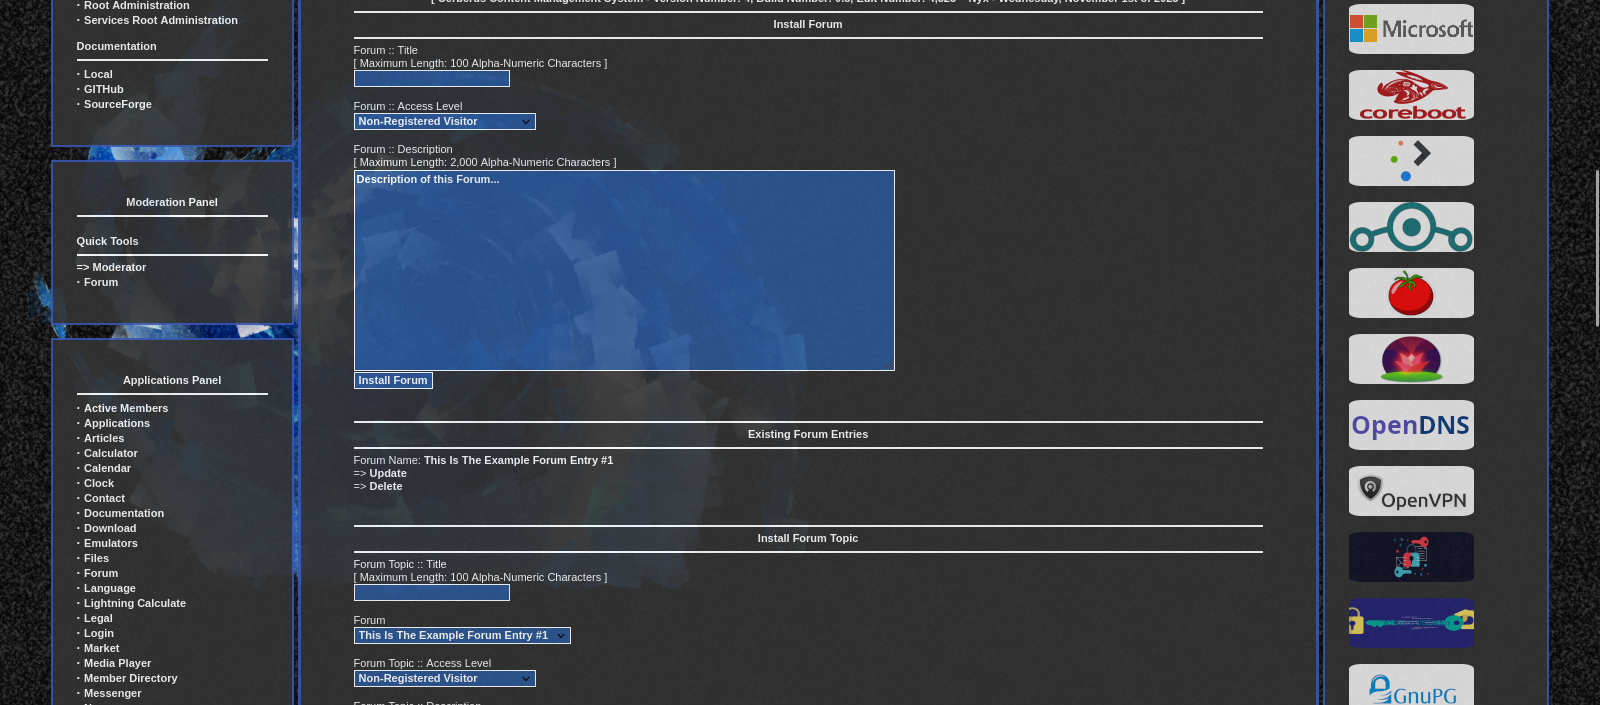 · Root Administration
· Services Root Administration
Documentation
· Local
· GITHub
· SourceForge
Moderation Panel
Quick Tools
=> Moderator
· Forum
Applications Panel
· Active Members
· Applications
· Articles
· Calculator
· Calendar
· Clock
· Contact
· Documentation
· Download
· Emulators
· Files
· Forum
· Language
· Lightning Calculate
· Legal
· Login
· Market
· Media Player
· Member Directory
· Messenger
Install Forum
Forum :: Title
[ Maximum Length: 100 Alpha-Numeric Characters ]
Forum :: Access Level
Non-Registered Visitor
Forum :: Description
[ Maximum Length: 2,000 Alpha-Numeric Characters ]
Description of this Forum...
Install Forum
Existing Forum Entries
Forum Name: This Is The Example Forum Entry #1
=> Update
=> Delete
Install Forum Topic
Forum Topic :: Title
[ Maximum Length: 100 Alpha-Numeric Characters ]
Forum
This Is The Example Forum Entry #1
Forum Topic :: Access Level
Non-Registered Visitor
Forum Topic :: Description
Microsoft
coreboot
OpenDNS
OpenVPN
GnuPG